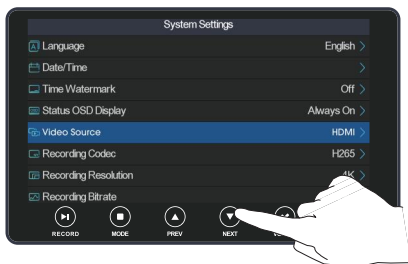 System Settings
Language English >
Date/Time >
Time Watermark Off >
Status OSD Display Always On >
Video Source HDMI >
Recording Codec H265 >
Recording Resolution 4K
Recording Bitrate
RECORD MODE PREV NEXT